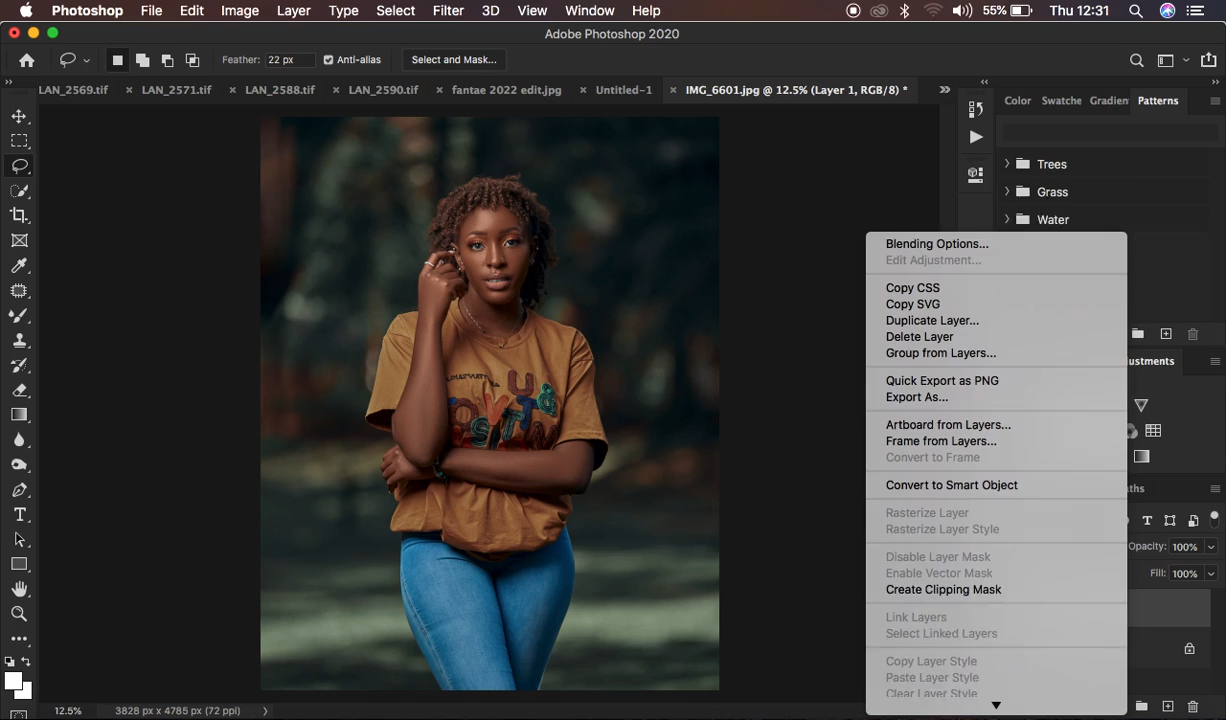 Photoshop File Edit Image Layer Type Select Filter 3D View Window Help 55% Thu 12:31
Adobe Photoshop 2020
Feather: 22 px Anti-alias Select and Mask...
LAN_2569.tif LAN_2571.tif LAN_2588.tif LAN_2590.tif fantae 2022 edit.jpg Untitled-1 IMG_6601.jpg @ 12.5% (Layer 1, RGB/8) *
Color Swatche Gradien Patterns
Trees
Grass
Water
Blending Options...
Edit Adjustment...
Copy CSS
Copy SVG
Duplicate Layer...
Delete Layer
Group from Layers...
Quick Export as PNG
Export As...
Artboard from Layers...
Frame from Layers...
Convert to Frame
Convert to Smart Object
Rasterize Layer
Rasterize Layer Style
Disable Layer Mask
Enable Vector Mask
Create Clipping Mask
Link Layers
Select Linked Layers
Copy Layer Style
Paste Layer Style
Clear Layer Style
djustments
ths
Opacity: 100%
Fill: 100%
12.5% 3828 px x 4785 px (72 ppi)